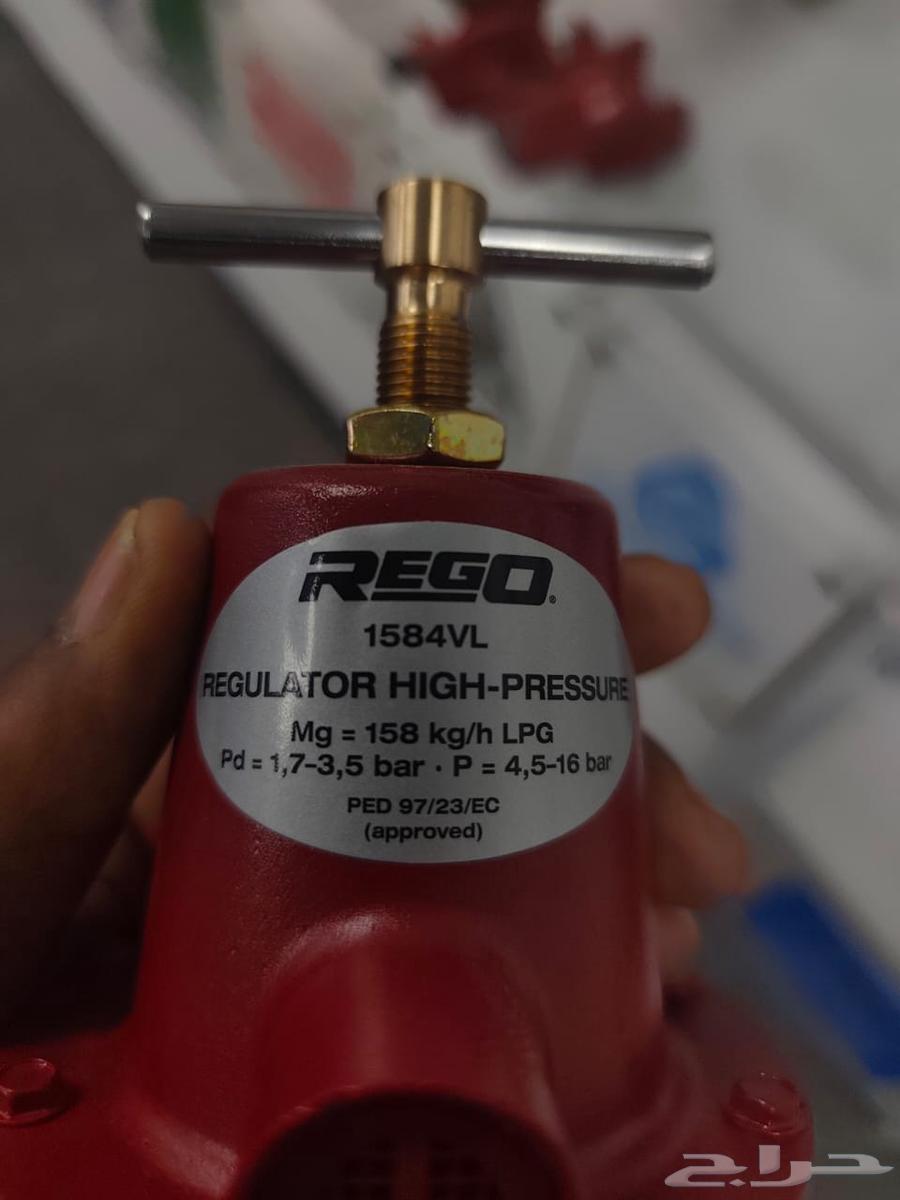 REGO®
1584VL
REGULATOR HIGH-PRESSURE
Mg = 158 kg/h LPG
Pd = 1,7–3,5 bar · P = 4,5–16 bar
PED 97/23/EC
(approved)
حراج